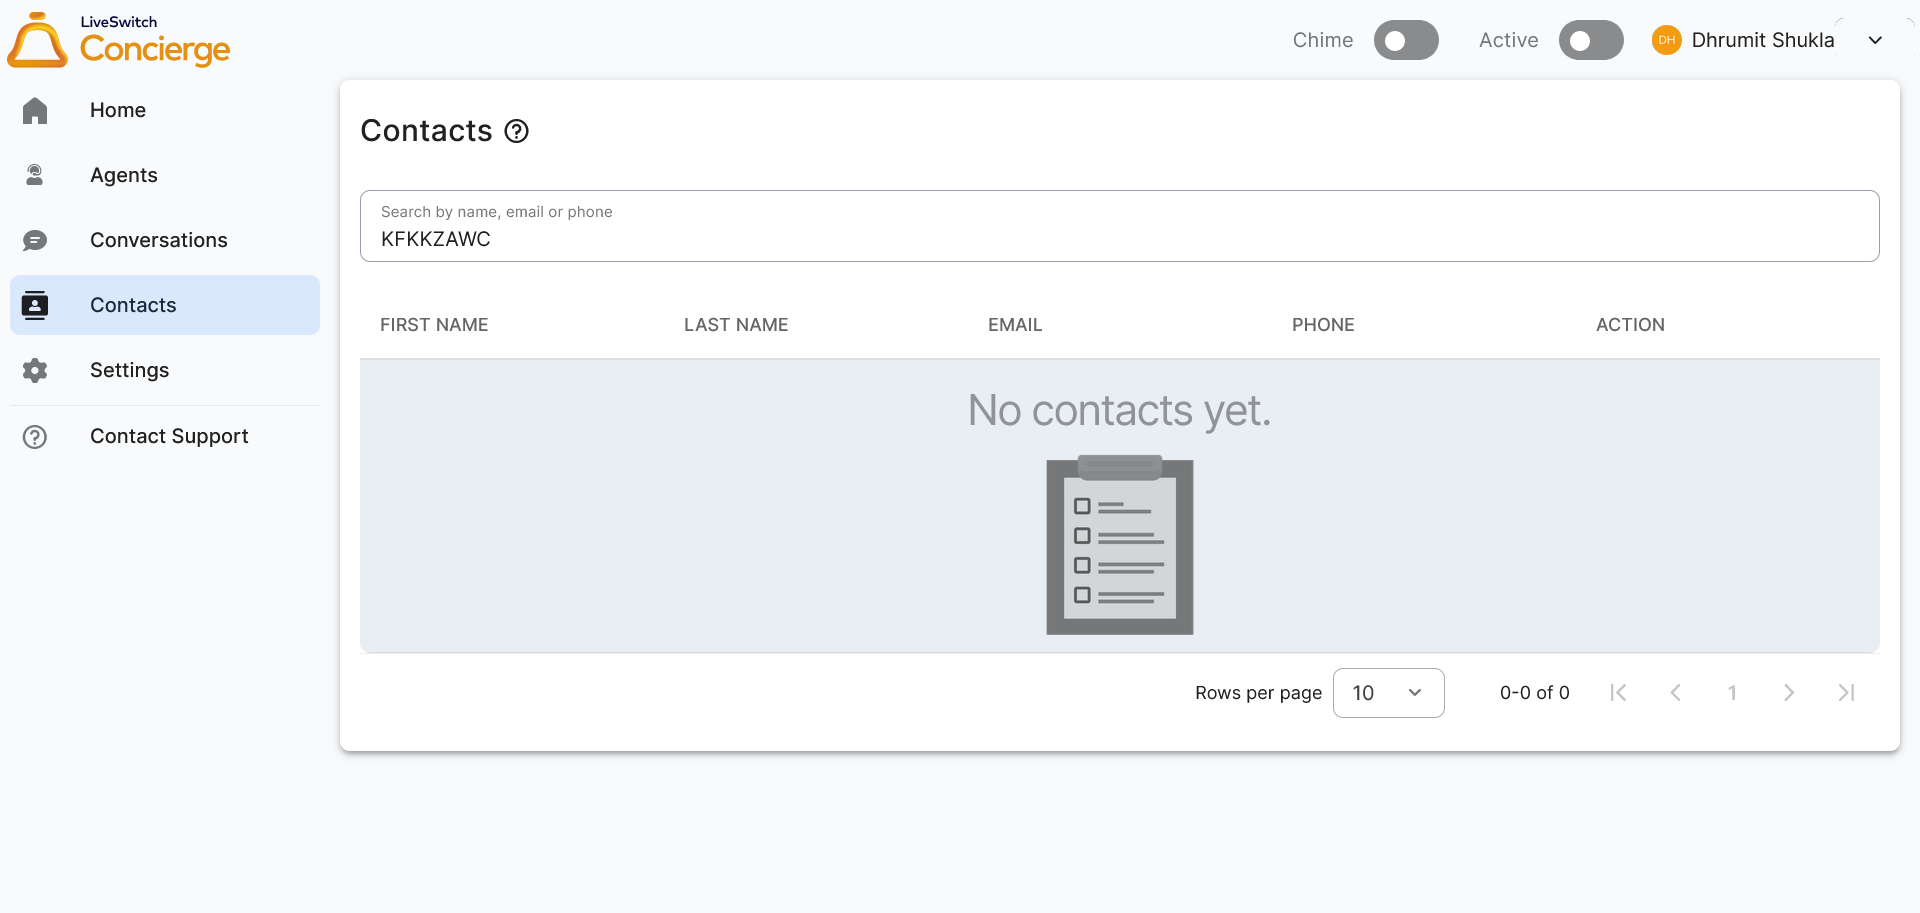 LiveSwitch
Concierge
Chime
Active
DH
Dhrumit Shukla
Home
Agents
Conversations
Contacts
Settings
Contact Support
Contacts
Search by name, email or phone
KFKKZAWC
FIRST NAME LAST NAME EMAIL PHONE ACTION
No contacts yet.
Rows per page 10 0-0 of 0 1